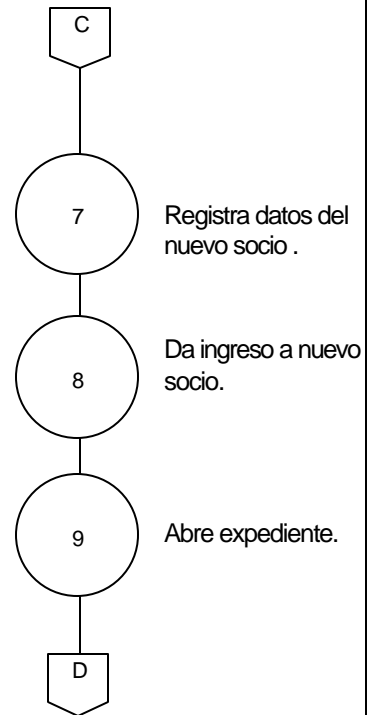 C
7
Registra datos del
nuevo socio .
8
Da ingreso a nuevo
socio.
9
Abre expediente.
D